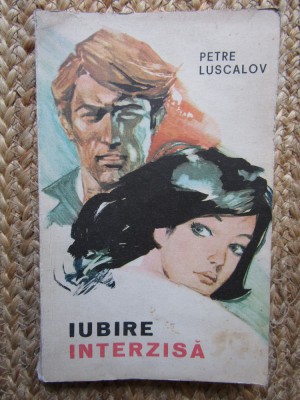 PETRE
LUSCALOV
IUBIRE
INTERZISĂ